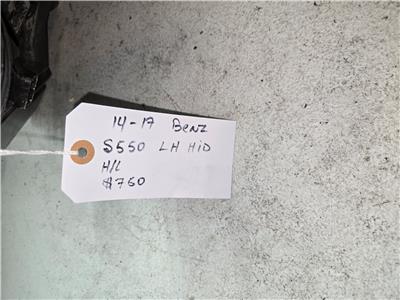 14-17 Benz
S550 LH HiD
H/L
$760